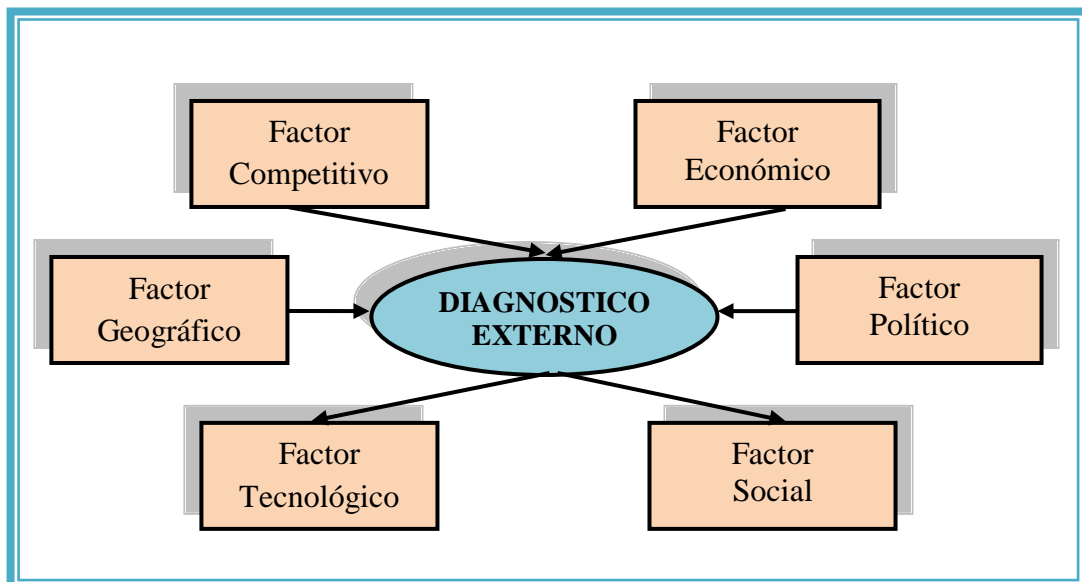 Factor
Competitivo
Factor
Económico
Factor
Geográfico
DIAGNOSTICO
EXTERNO
Factor
Político
Factor
Tecnológico
Factor
Social